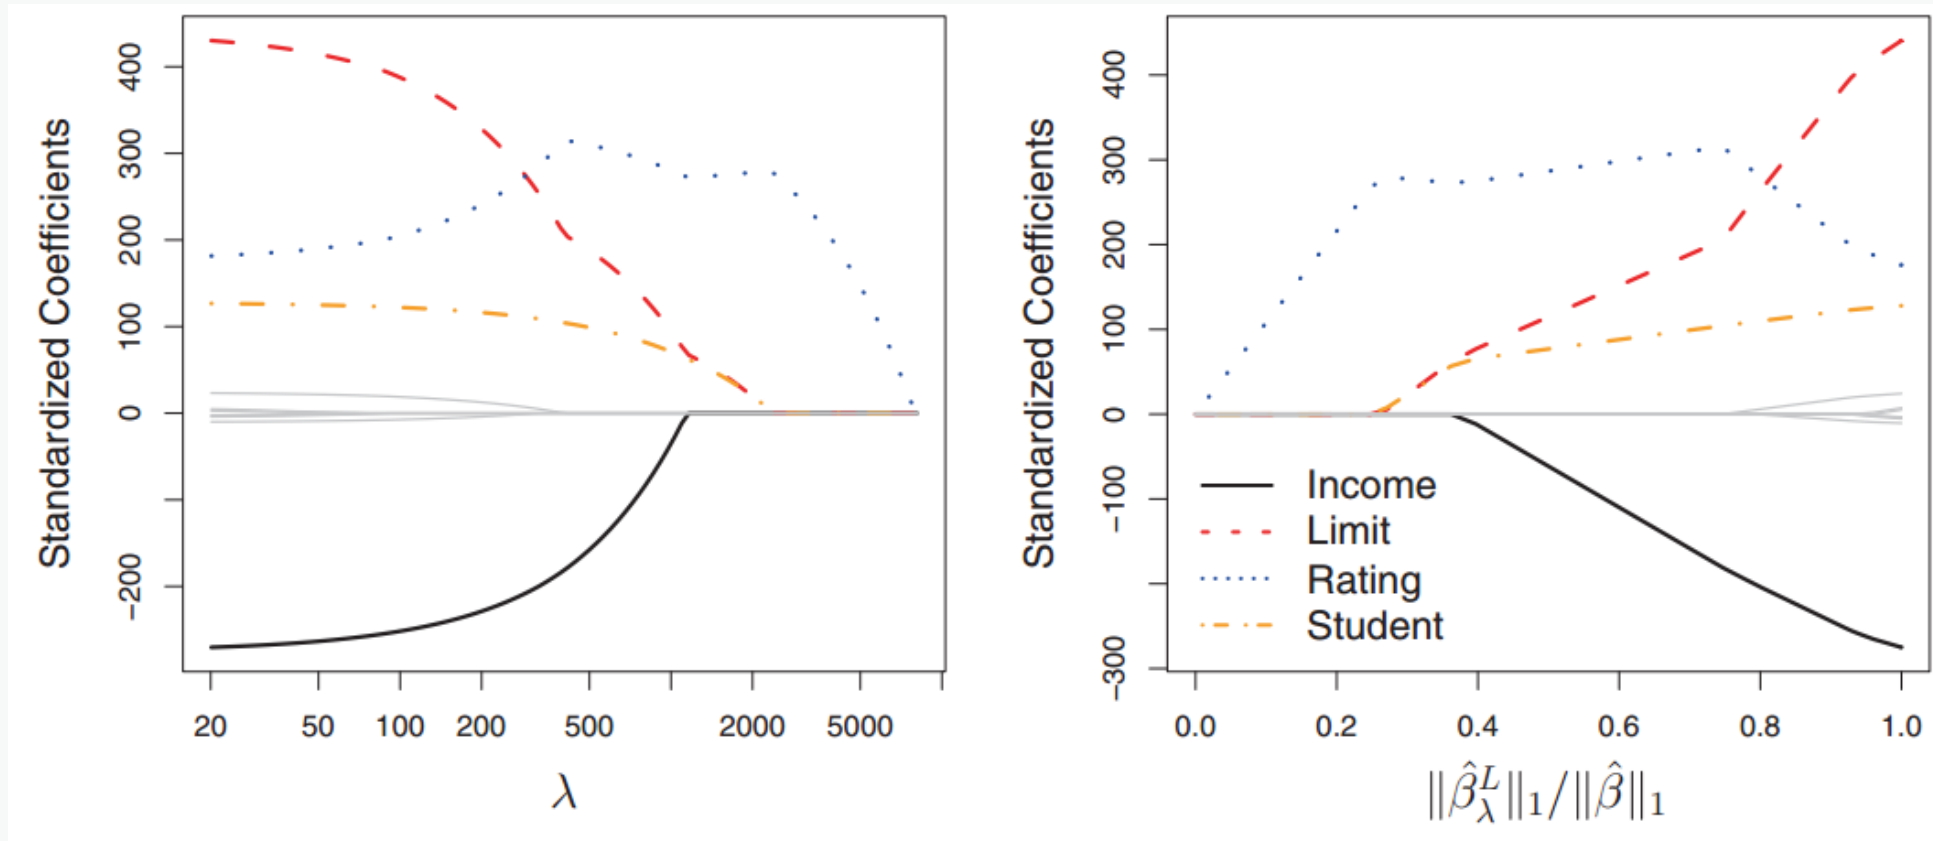 Standardized Coefficients
400
300
200
100
0
−200
20 50 100 200 500 2000 5000
λ
Standardized Coefficients
400
300
200
100
0
−100
−300
Income
Limit
Rating
Student
0.0 0.2 0.4 0.6 0.8 1.0
‖β̂λᴸ‖₁/‖β̂‖₁